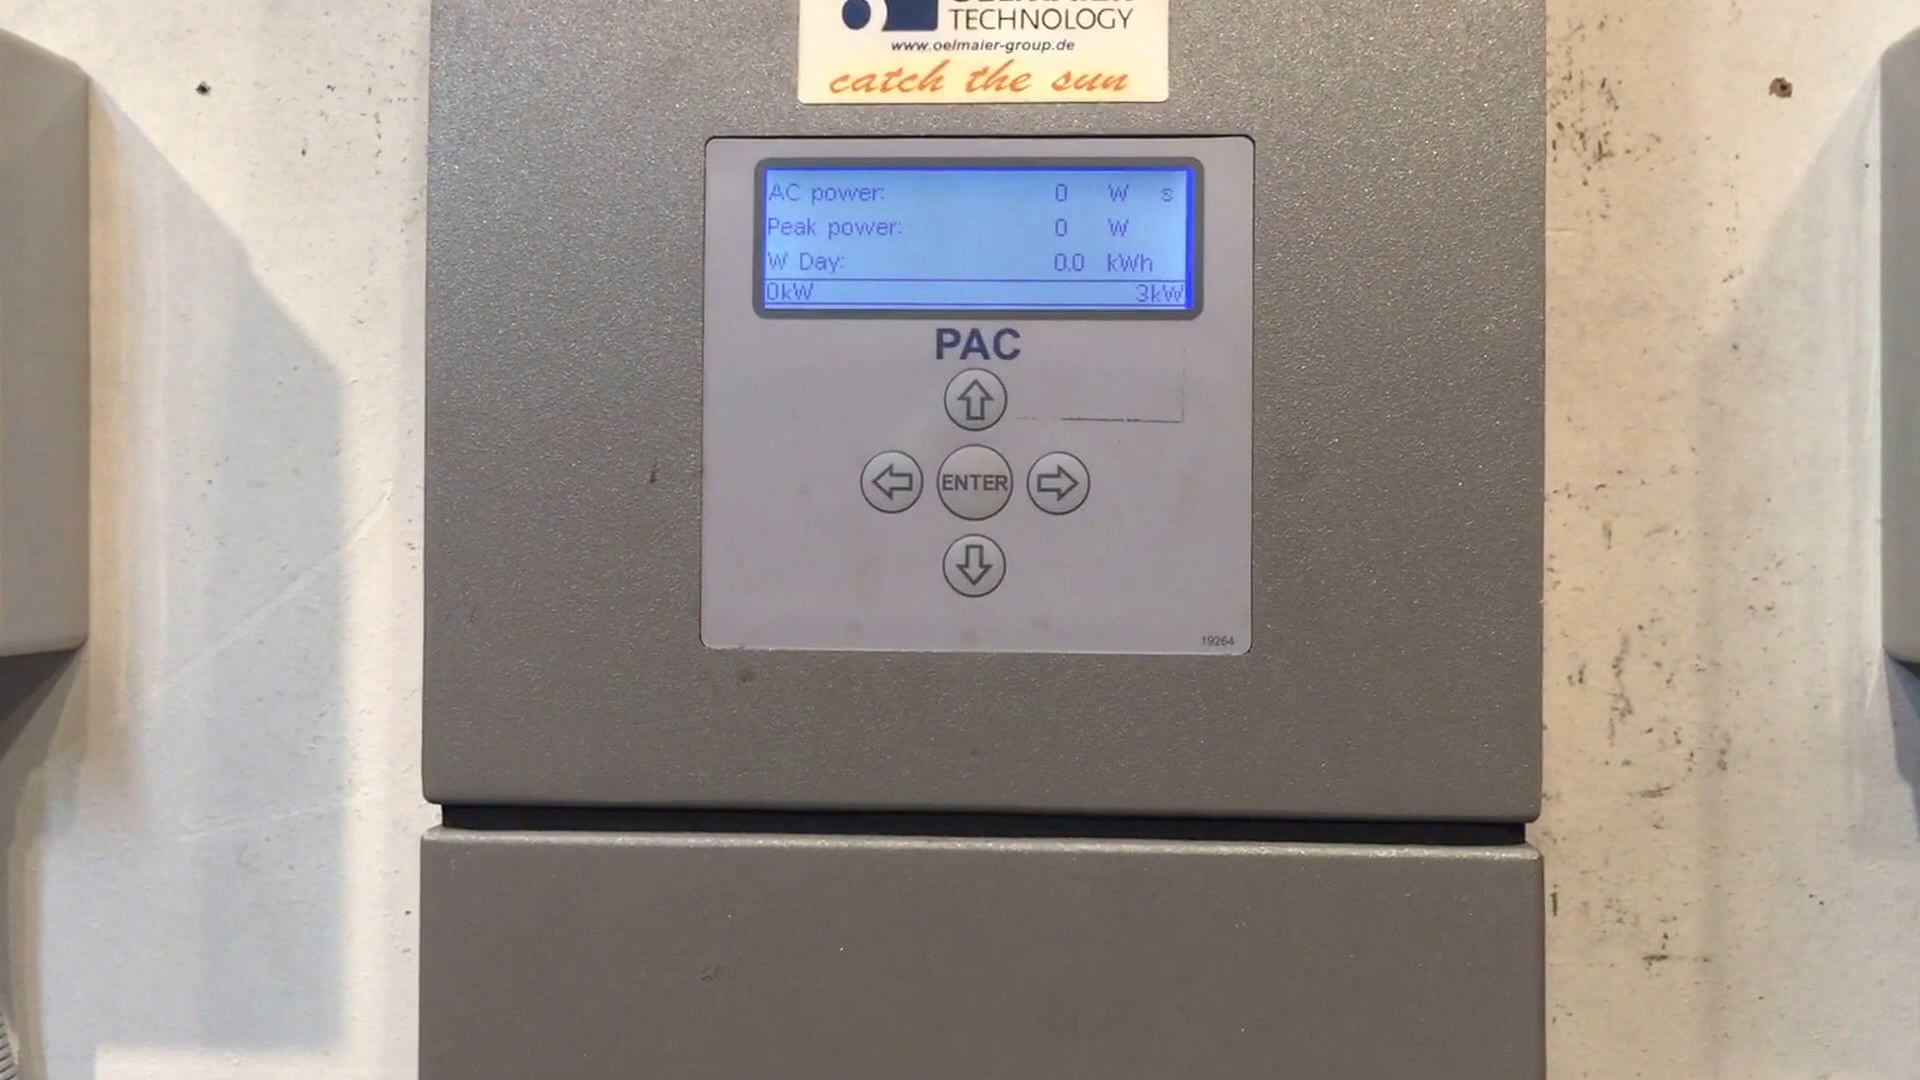 TECHNOLOGY
www.oelmaier-group.de
catch the sun
AC power: 0 W s
Peak power: 0 W
W Day: 0.0 kWh
0kW 3kW
PAC
ENTER
19264